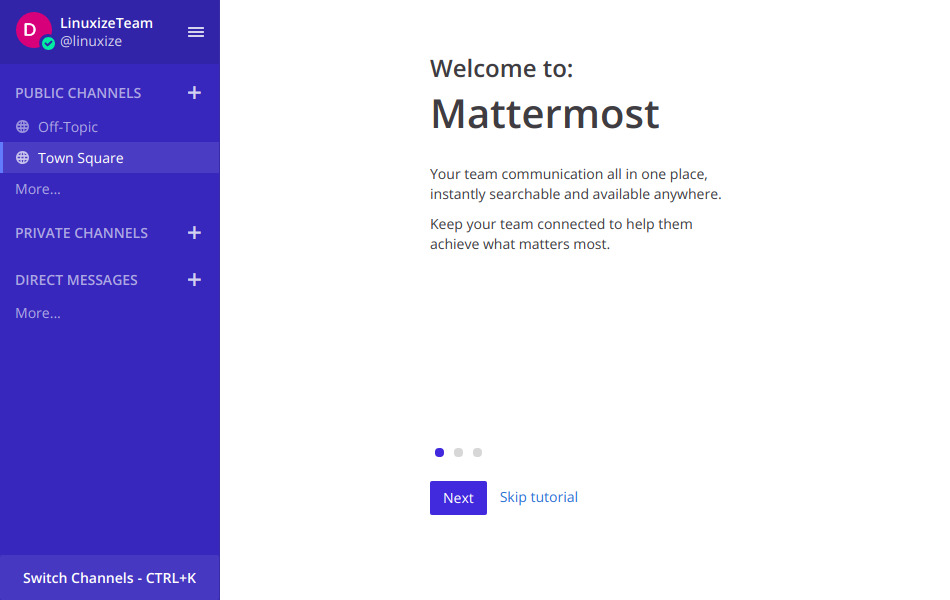 D
LinuxizeTeam
@linuxize
PUBLIC CHANNELS
Off-Topic
Town Square
More...
PRIVATE CHANNELS
DIRECT MESSAGES
More...
Switch Channels - CTRL+K
Welcome to:
Mattermost
Your team communication all in one place,
instantly searchable and available anywhere.
Keep your team connected to help them
achieve what matters most.
Next
Skip tutorial